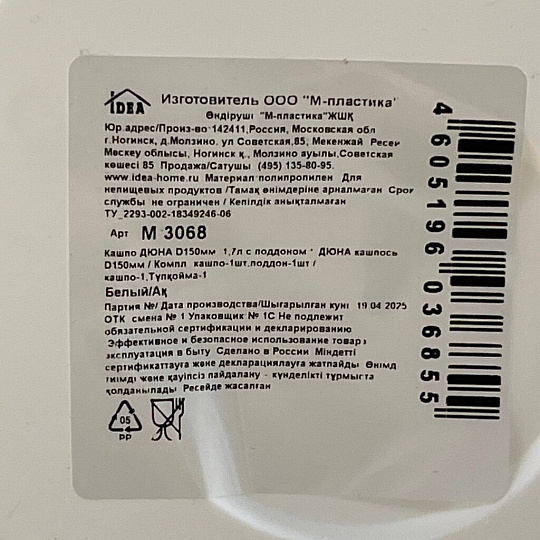 IDEA
Изготовитель ООО "М-пластика"
Өндіруші "М-пластика"ЖШҚ
Юр.адрес/Произ-во:142411,Россия, Московская обл
г.Ногинск, д.Молзино, ул Советская,85, Мекенжай Ресей
Мәскеу облысы, Ногинск қ., Молзино ауылы,Советская
көшесі 85 Продажа/Сатушы (495) 135-80-95.
www.idea-home.ru Материал полипропилен Для
непищевых продуктов /Тамақ өнімдеріне арналмаған Срок
службы не ограничен / Кепілдік анықталмаған
ТУ_2293-002-18349246-06
Арт М 3068
Кашпо ДЮНА D150мм 1,7л с поддоном * ДЮНА кашпосы
D150мм / Компл кашпо-1шт,поддон-1шт /
кашпо-1,Түпқойма-1
Белый/Ақ
Партия №/ Дата производства/Шығарылған күні 19 04 2025
ОТК смена № 1 Упаковщик № 1С Не подлежит
обязательной сертификации и декларированию
Эффективное и безопасное использование товара
эксплуатация в быту Сделано в России Міндетті
сертификаттауға және декларациялауға жатпайды Өнімді
тиімді және қауіпсіз пайдалану - күнделікті тұрмыста
қолданылады Ресейде жасалған
05
PP
4 605196 036855